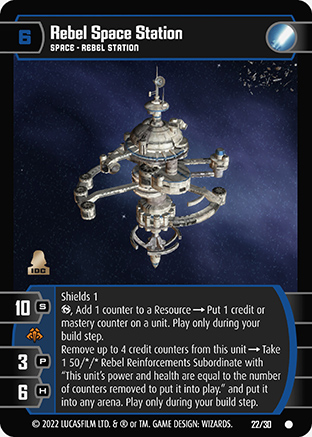 6
Rebel Space Station
SPACE - REBEL STATION
IDC
Shields 1
, Add 1 counter to a Resource → Put 1 credit or
mastery counter on a unit. Play only during your
build step.
Remove up to 4 credit counters from this unit → Take
1 50/*/* Rebel Reinforcements Subordinate with
“This unit’s power and health are equal to the number
of counters removed to put it into play.” and put it
into any arena. Play only during your build step.
10 S
3 P
6 H
© 2022 LUCASFILM LTD. & ® OR TM. GAME DESIGN: WIZARDS.
22/30